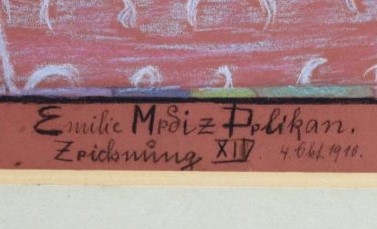 Emilie Mediz Pelikan.
Zeichnung XIV. 4. Okt. 1910.